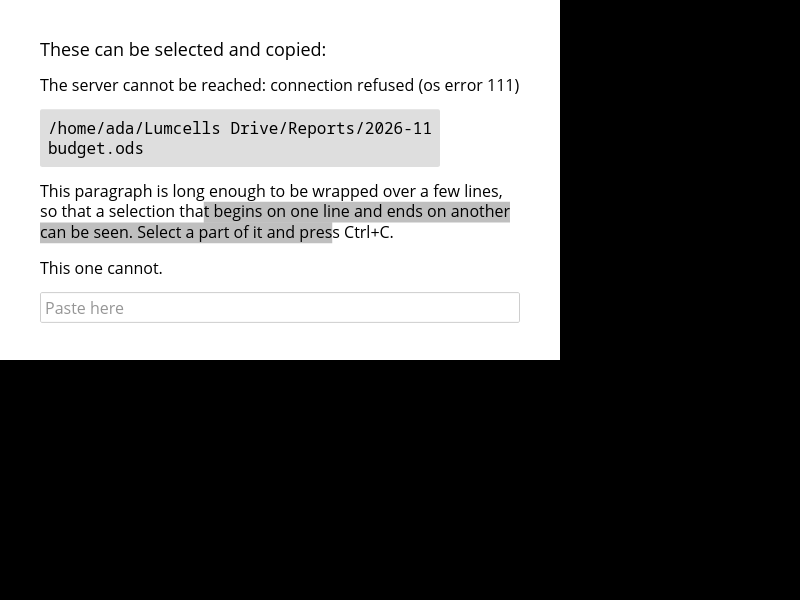 These can be selected and copied:
The server cannot be reached: connection refused (os error 111)
/home/ada/Lumcells Drive/Reports/2026-11
budget.ods
This paragraph is long enough to be wrapped over a few lines,
so that a selection that begins on one line and ends on another
can be seen. Select a part of it and press Ctrl+C.
This one cannot.
Paste here